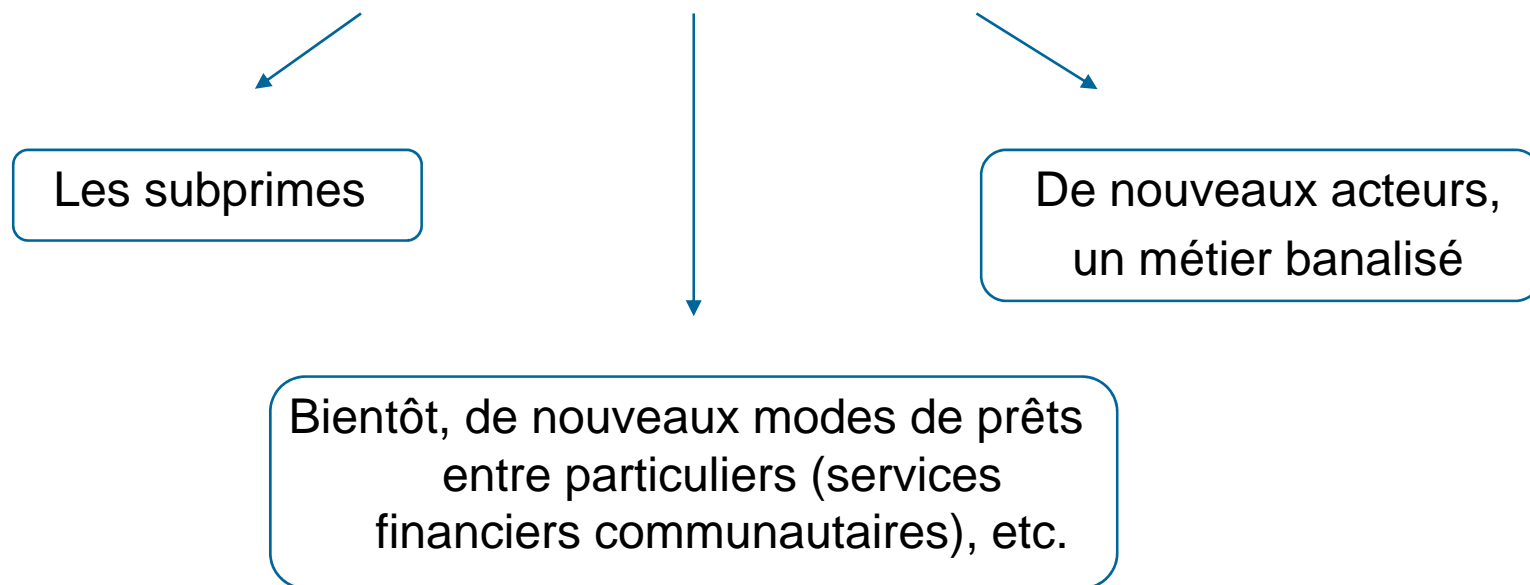 Les subprimes
De nouveaux acteurs,
un métier banalisé
Bientôt, de nouveaux modes de prêts
entre particuliers (services
financiers communautaires), etc.